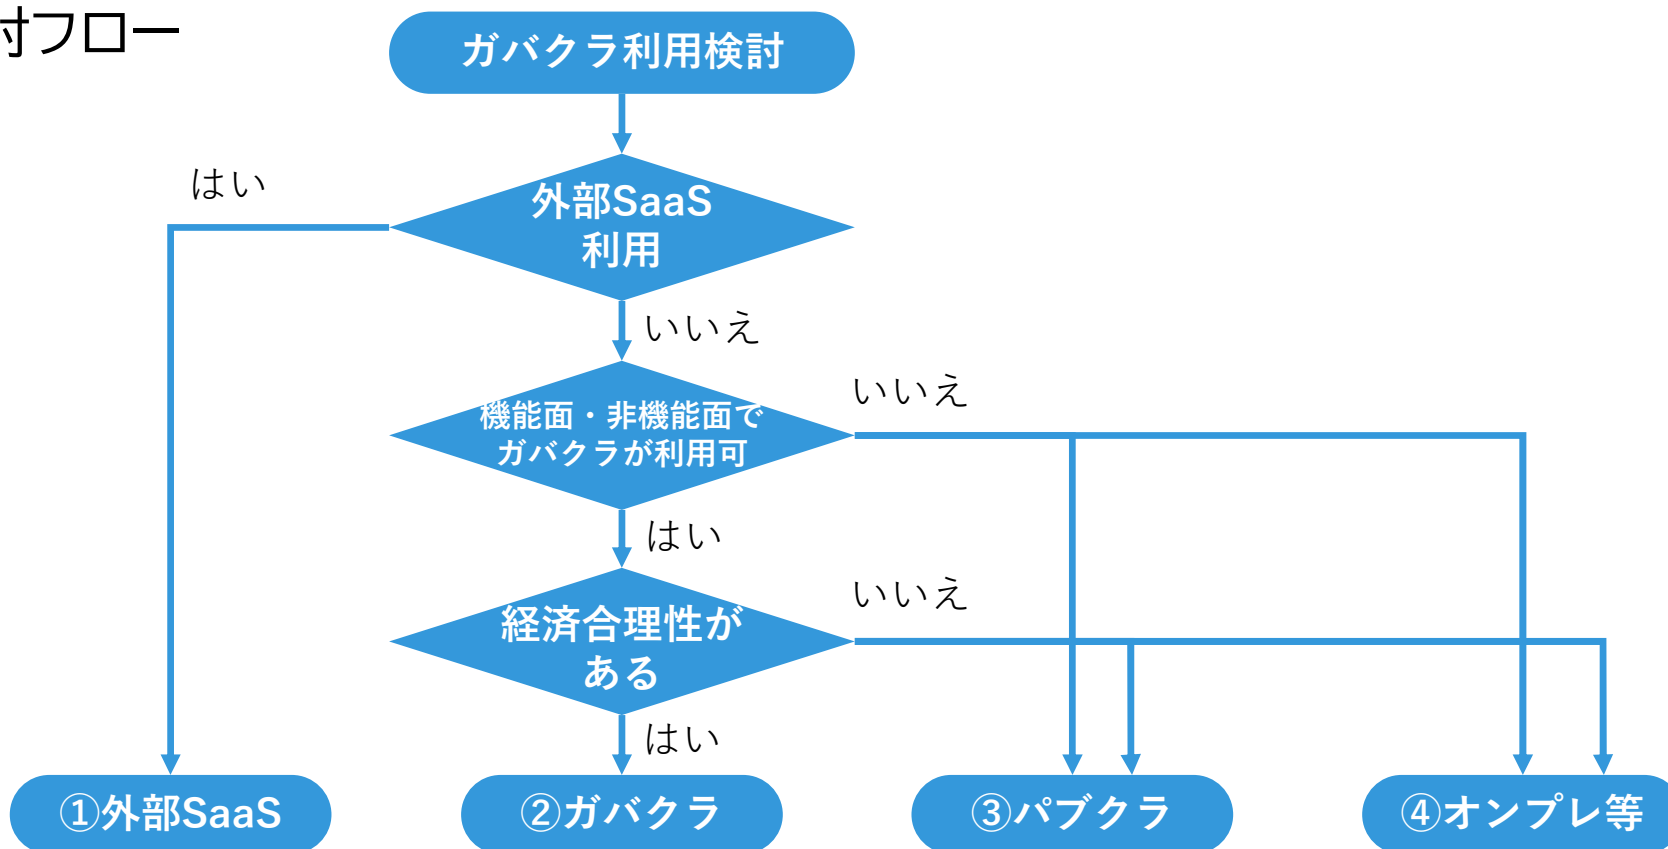 討フロー
ガバクラ利用検討
はい
外部SaaS
利用
いいえ
機能面・非機能面で
ガバクラが利用可
いいえ
はい
経済合理性が
ある
いいえ
はい
①外部SaaS
②ガバクラ
③パブクラ
④オンプレ等